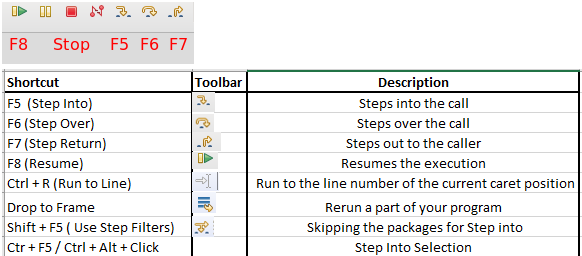 F8 Stop F5 F6 F7
Shortcut Toolbar Description
F5 (Step Into) Steps into the call
F6 (Step Over) Steps over the call
F7 (Step Return) Steps out to the caller
F8 (Resume) Resumes the execution
Ctrl + R (Run to Line) Run to the line number of the current caret position
Drop to Frame Rerun a part of your program
Shift + F5 ( Use Step Filters) Skipping the packages for Step into
Ctr + F5 / Ctrl + Alt + Click Step Into Selection